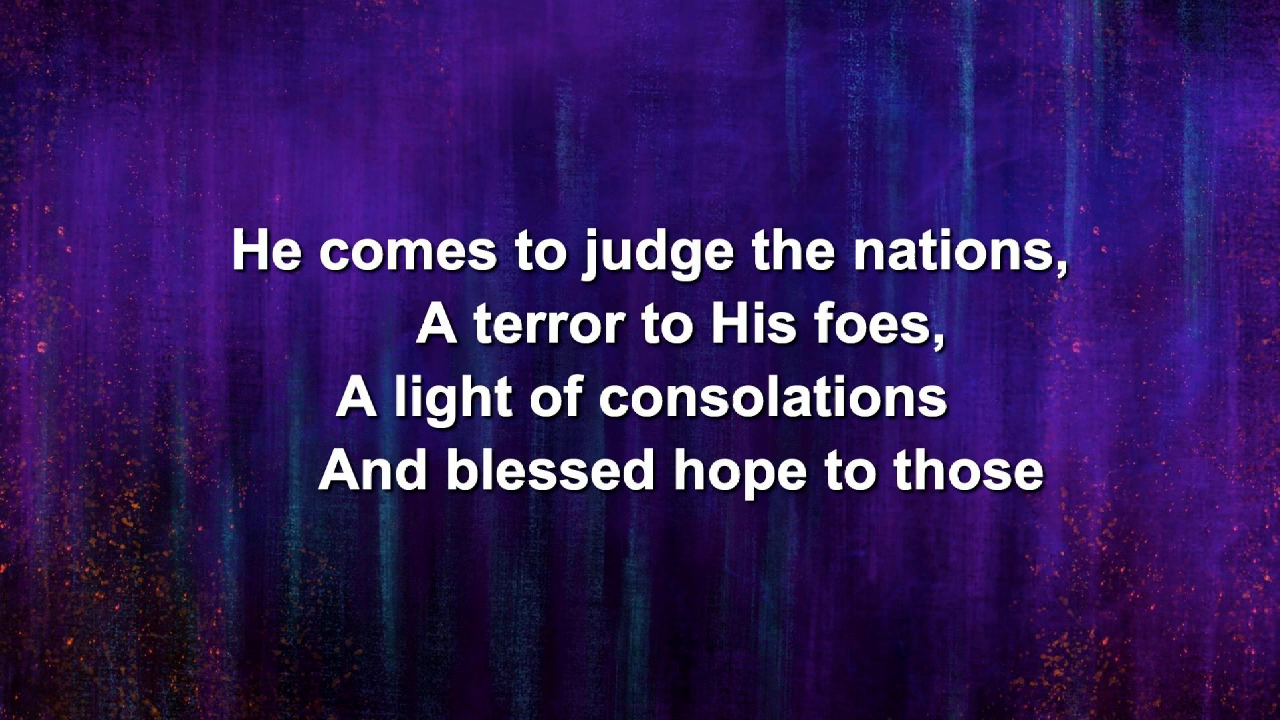 He comes to judge the nations,
A terror to His foes,
A light of consolations
And blessed hope to those